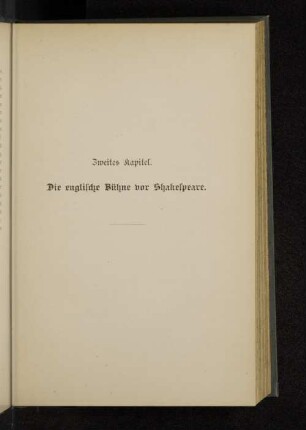 Zweites Kapitel.
Die englische Bühne vor Shakespeare.